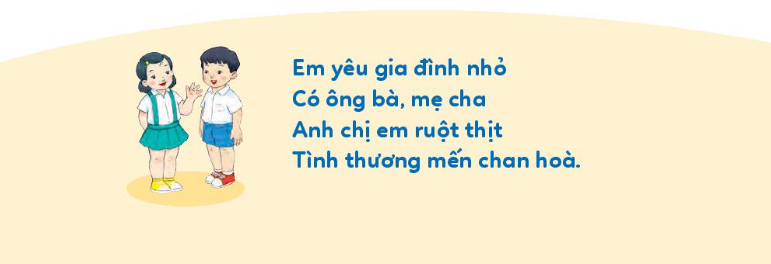 Em yêu gia đình nhỏ
Có ông bà, mẹ cha
Anh chị em ruột thịt
Tình thương mến chan hoà.